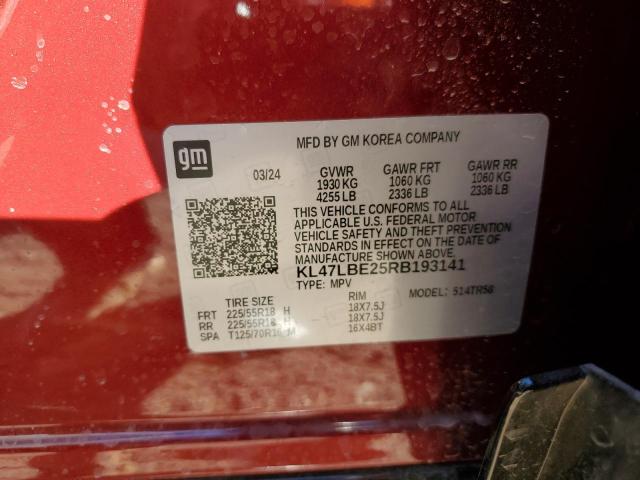 gm
MFD BY GM KOREA COMPANY
03/24 GVWR GAWR FRT GAWR RR
1930 KG 1060 KG 1060 KG
4255 LB 2336 LB 2336 LB
THIS VEHICLE CONFORMS TO ALL
APPLICABLE U.S. FEDERAL MOTOR
VEHICLE SAFETY AND THEFT PREVENTION
STANDARDS IN EFFECT ON THE DATE OF
MANUFACTURE SHOWN ABOVE.
KL47LBE25RB193141
TYPE: MPV MODEL: 514TR58
TIRE SIZE RIM
FRT 225/55R18 H 18X7.5J
RR 225/55R18 H 18X7.5J
SPA T125/70R16 M 16X4BT